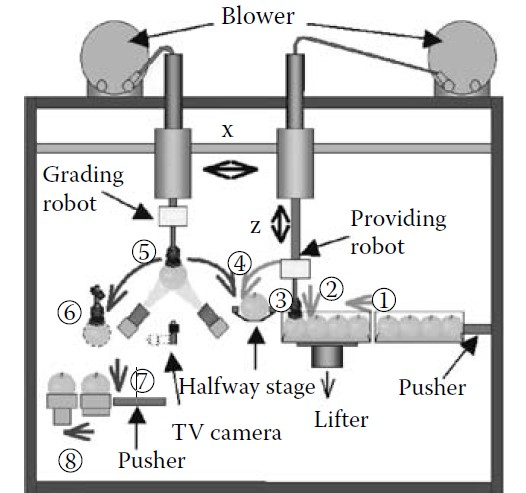 Blower
x
Grading
robot
z
Providing
robot
⑤
④
⑥
③
②
①
⑦
Halfway stage
Pusher
Lifter
TV camera
⑧
Pusher